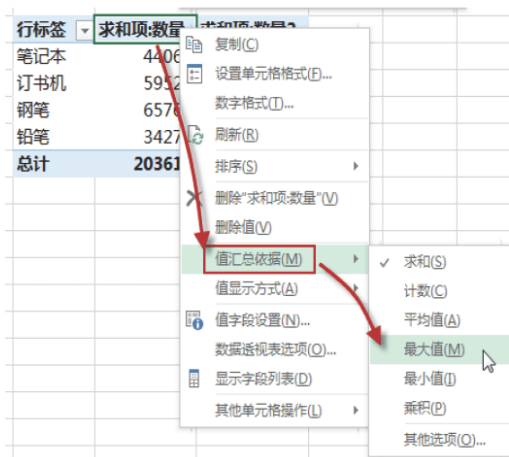 行标签 求和项:数量 求和项:数量2
笔记本 4406
订书机 5952
钢笔 6576
铅笔 3427
总计 20361
复制(C)
设置单元格格式(F)...
数字格式(T)...
刷新(R)
排序(S)
删除“求和项:数量”(V)
删除值(V)
值汇总依据(M)
值显示方式(A)
值字段设置(N)...
数据透视表选项(O)...
显示字段列表(D)
其他单元格操作(L)
求和(S)
计数(C)
平均值(A)
最大值(M)
最小值(I)
乘积(P)
其他选项(O)...